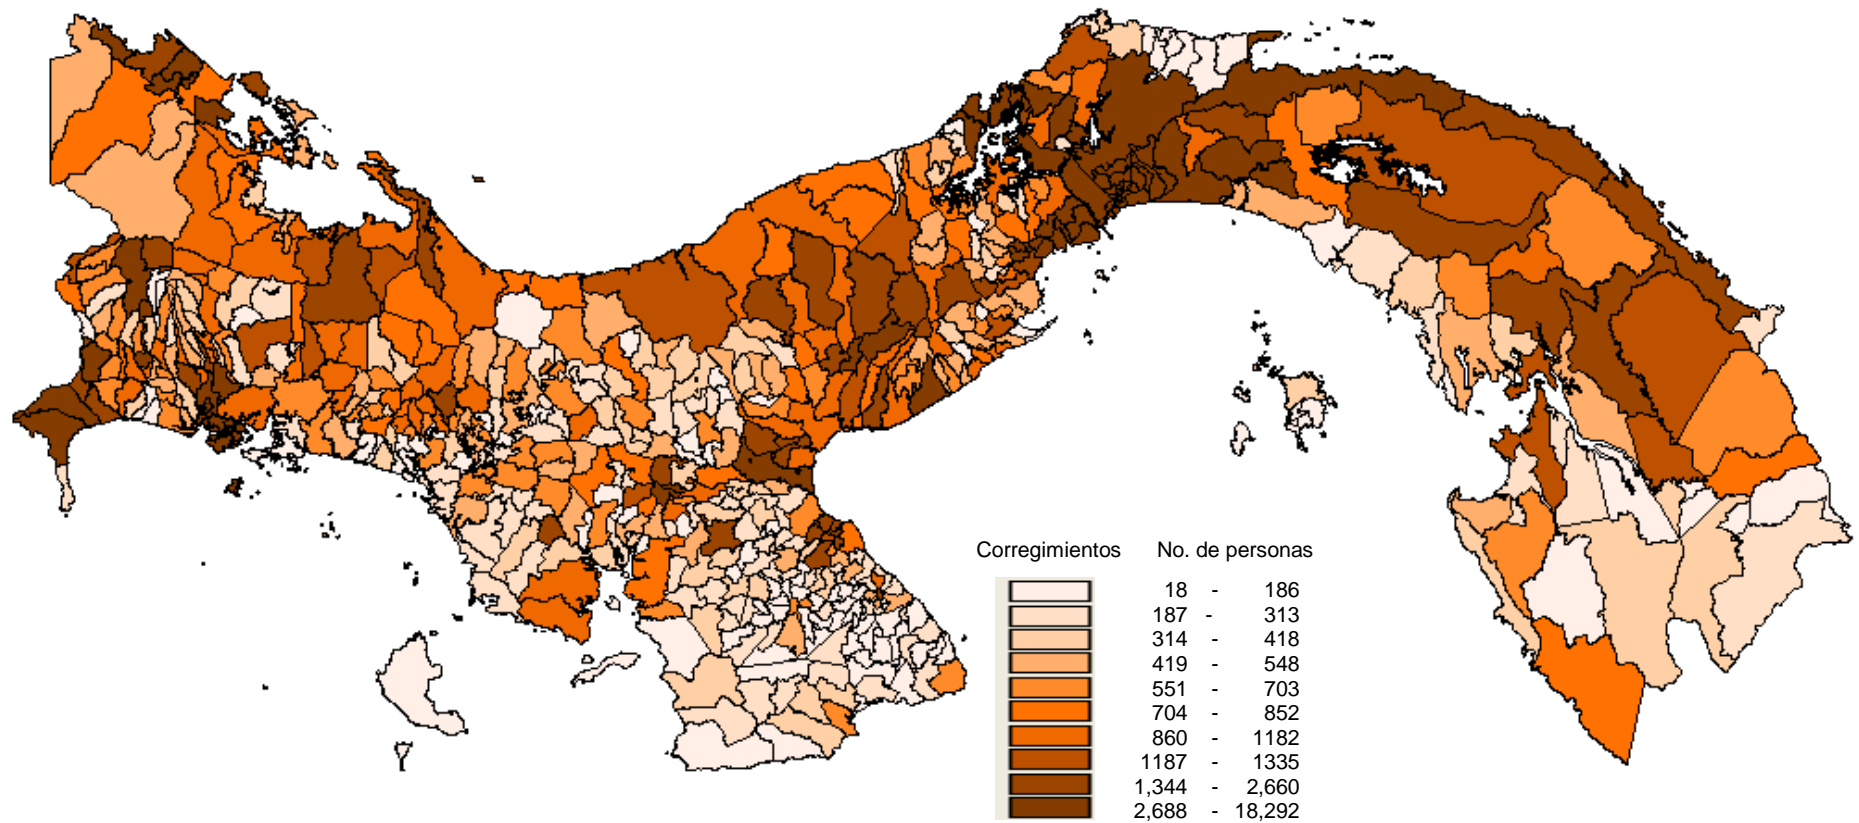 Corregimientos No. de personas
18 - 186
187 - 313
314 - 418
419 - 548
551 - 703
704 - 852
860 - 1182
1187 - 1335
1,344 - 2,660
2,688 - 18,292